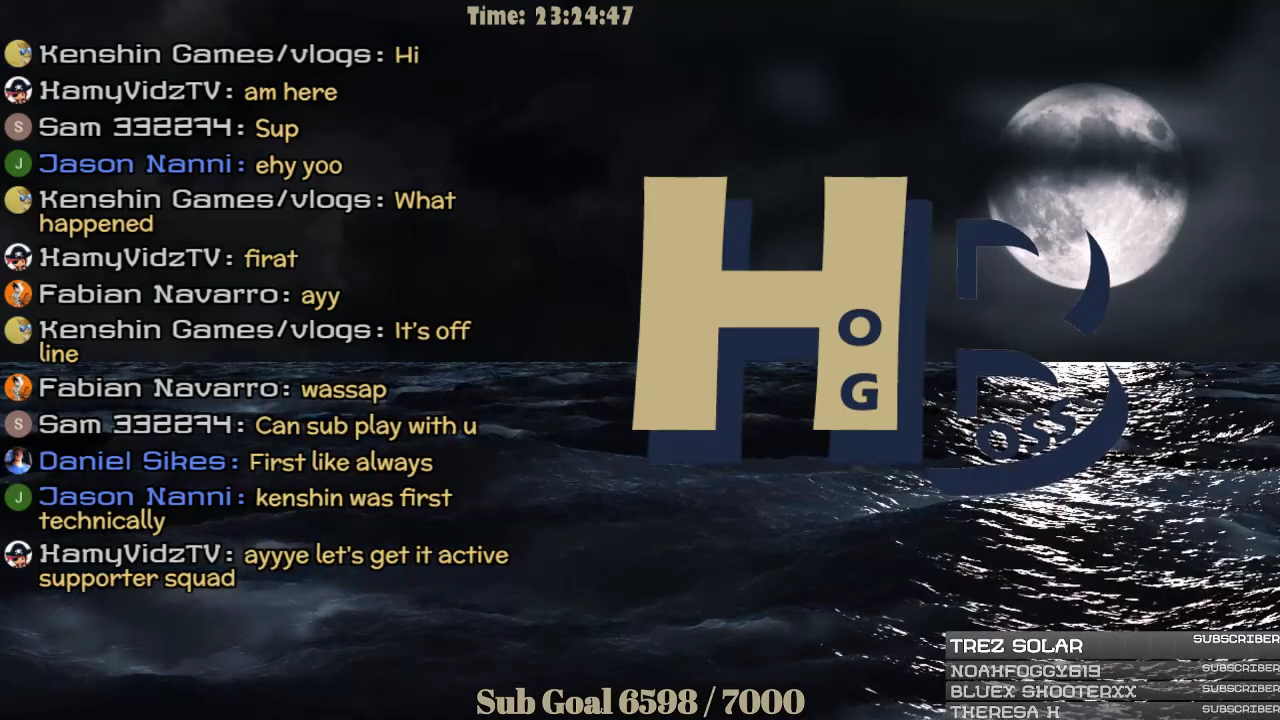 Time: 23:24:47
Kenshin Games/vlogs: Hi
HamyVidzTV: am here
S Sam 332274: Sup
J Jason Nanni: ehy yoo
Kenshin Games/vlogs: What
happened
HamyVidzTV: firat
Fabian Navarro: ayy
Kenshin Games/vlogs: It's off
line
Fabian Navarro: wassap
S Sam 332274: Can sub play with u
Daniel Sikes: First like always
J Jason Nanni: kenshin was first
technically
HamyVidzTV: ayyye let's get it active
supporter squad
HOG
BOSS
TREZ SOLAR SUBSCRIBER
NOAHFOGGY619 SUBSCRIBER
BLUEX SHOOTERXX SUBSCRIBER
THERESA H SUBSCRIBER
Sub Goal 6598 / 7000